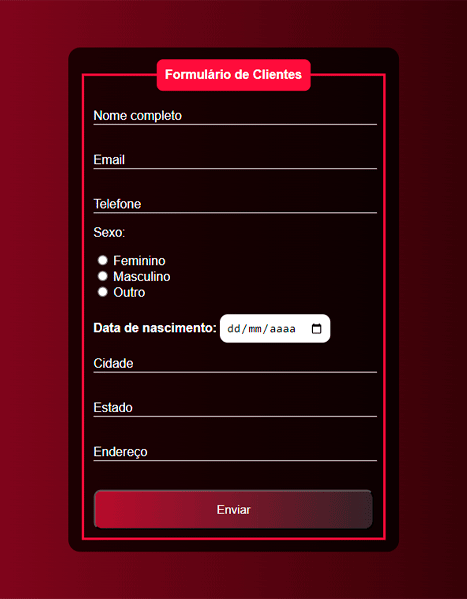 Formulário de Clientes
Nome completo
Email
Telefone
Sexo:
Feminino
Masculino
Outro
Data de nascimento: dd/mm/aaaa
Cidade
Estado
Endereço
Enviar